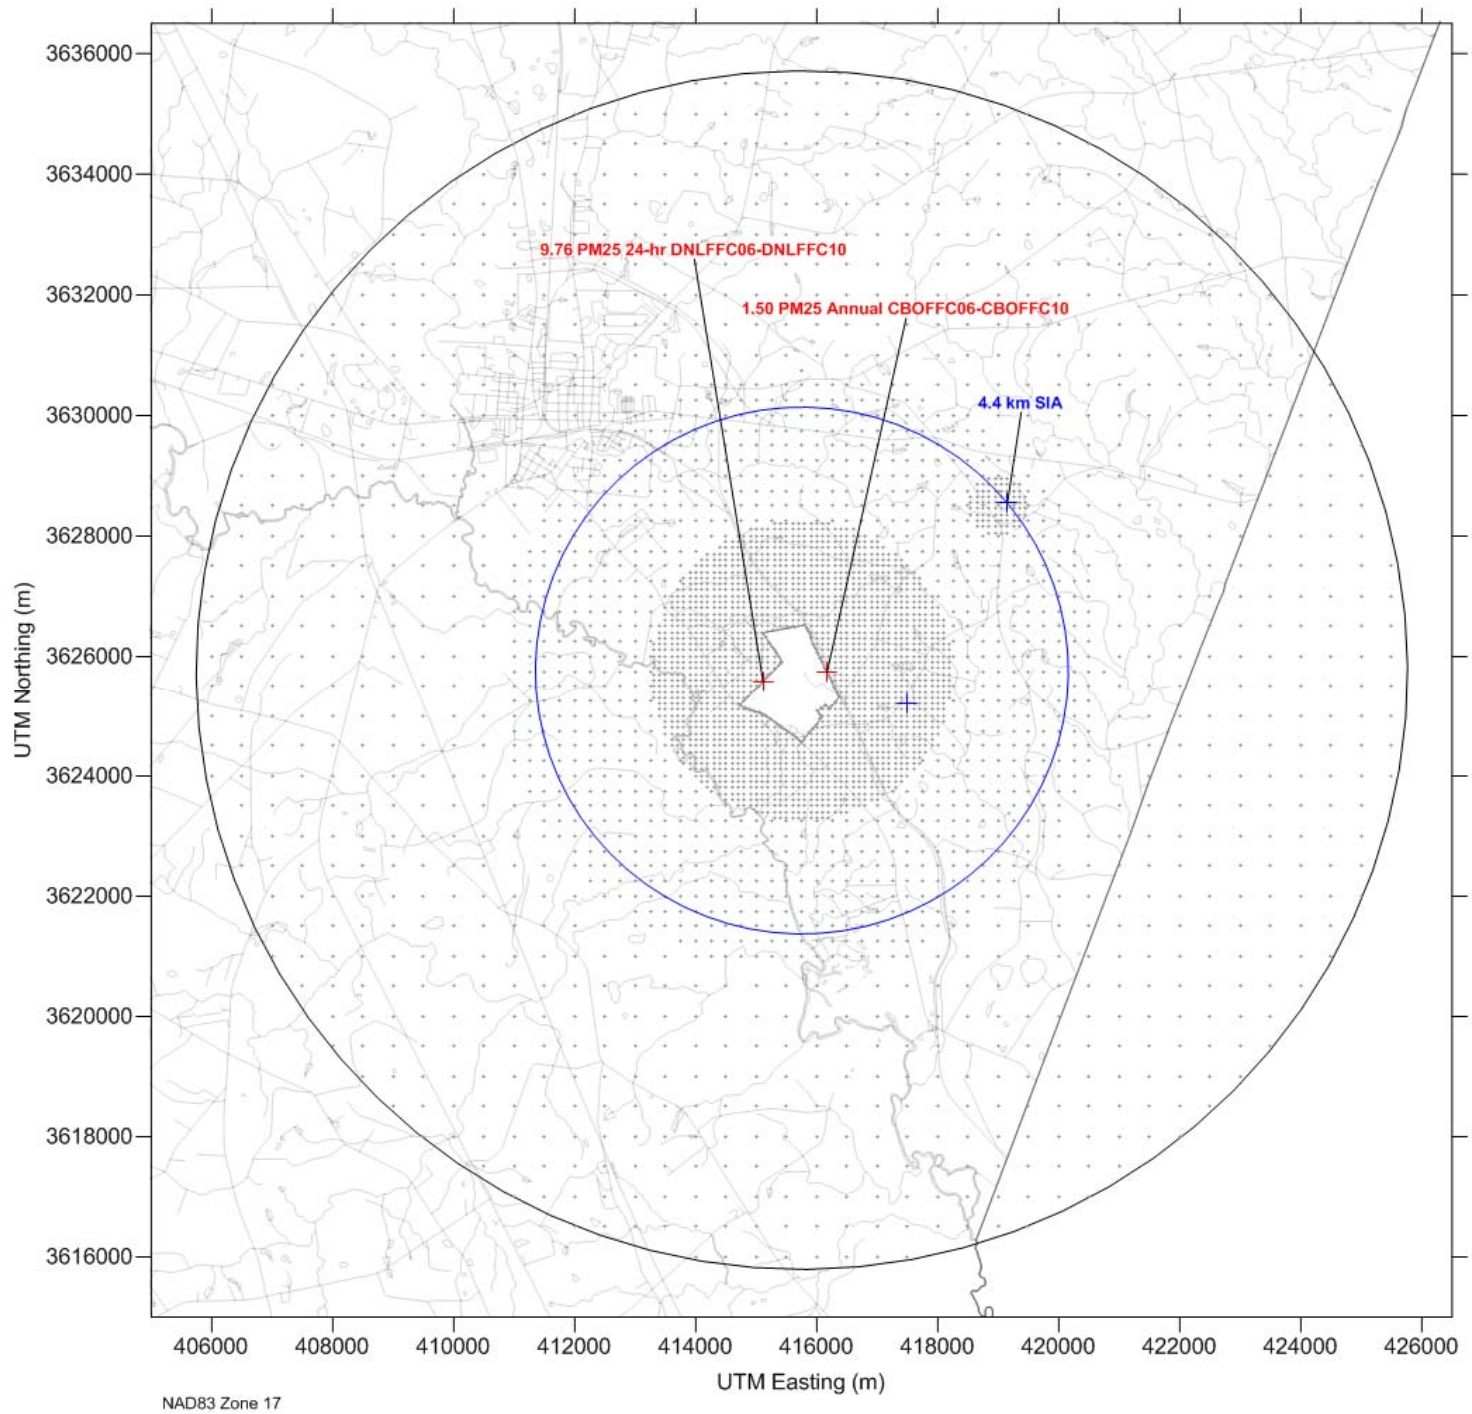 3636000
3634000
9.76 PM25 24-hr DNLFFC06-DNLFFC10
3632000
1.50 PM25 Annual CBOFFC06-CBOFFC10
4.4 km SIA
3630000
3628000
UTM Northing (m)
3626000
3624000
3622000
3620000
3618000
3616000
406000 408000 410000 412000 414000 416000 418000 420000 422000 424000 426000
UTM Easting (m)
NAD83 Zone 17